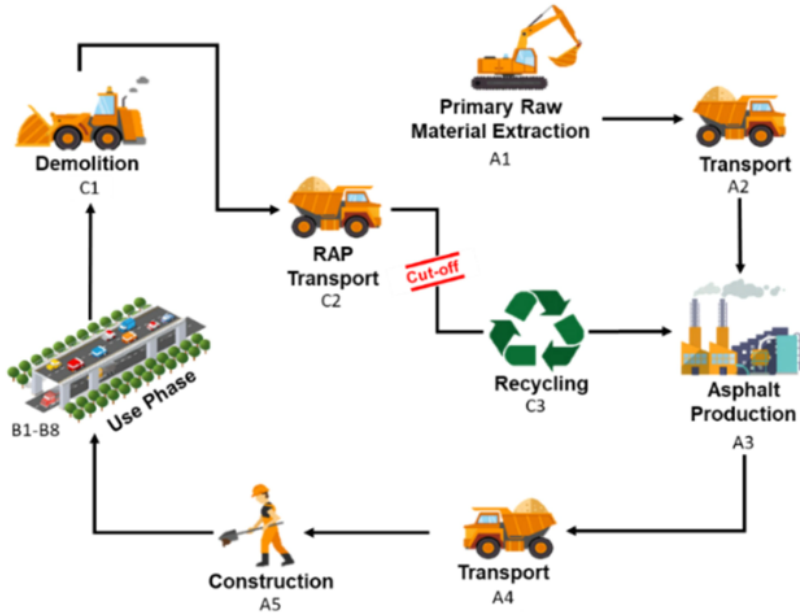 Primary Raw
Material Extraction
A1
Transport
A2
Demolition
C1
RAP
Transport
C2
Cut-off
Recycling
C3
Asphalt
Production
A3
Use Phase
B1-B8
Construction
A5
Transport
A4